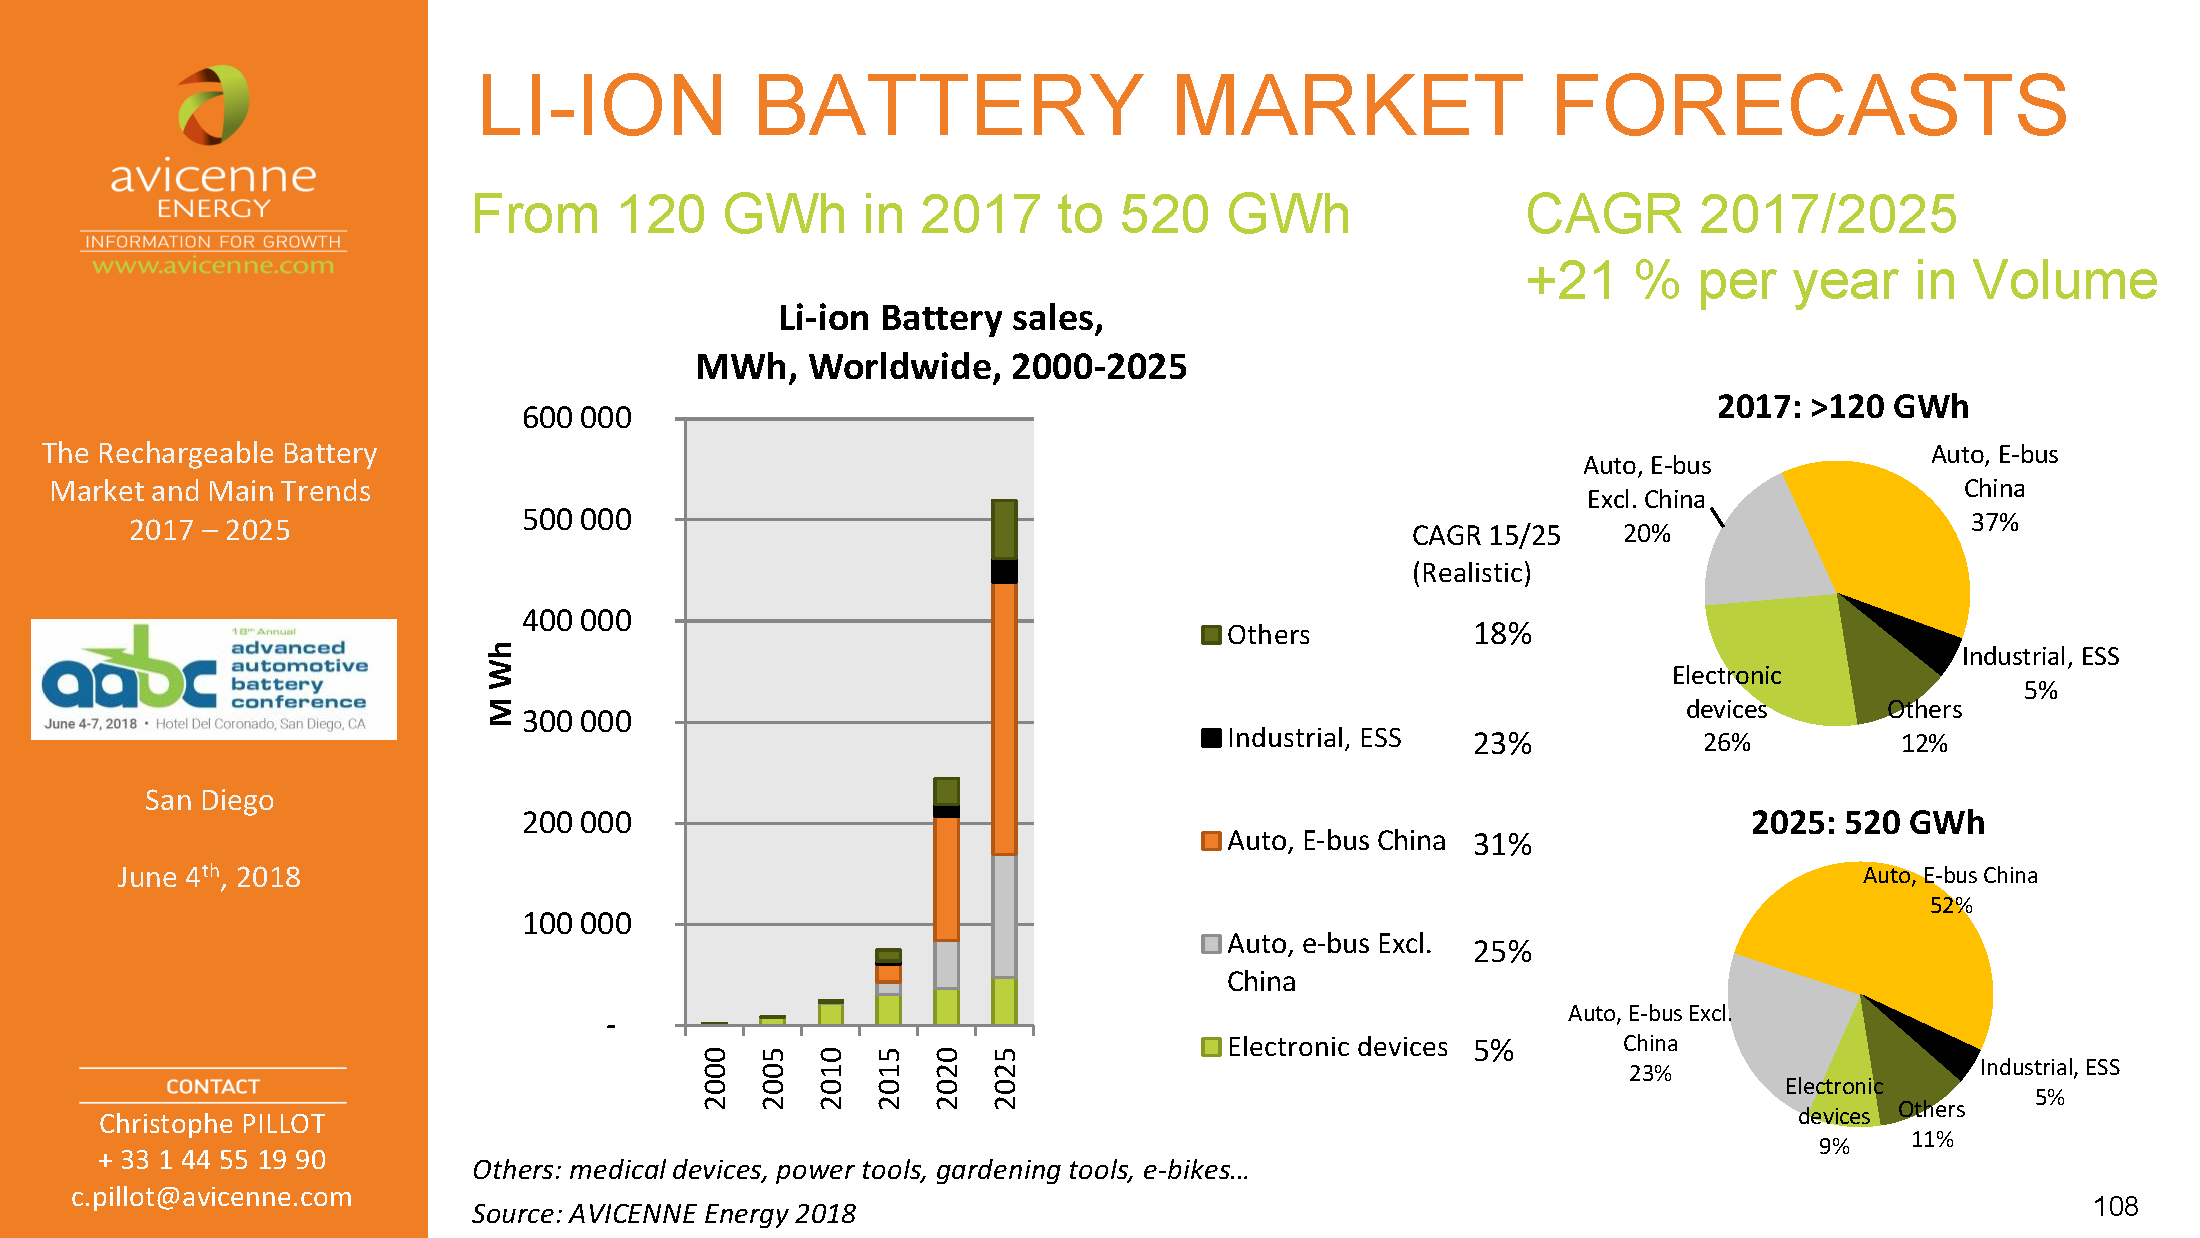 avicenne
ENERGY
INFORMATION FOR GROWTH
www.avicenne.com
The Rechargeable Battery
Market and Main Trends
2017 – 2025
18th Annual
aabc
advanced
automotive
battery
conference
June 4-7, 2018 • Hotel Del Coronado, San Diego, CA
San Diego
June 4th, 2018
CONTACT
Christophe PILLOT
+ 33 1 44 55 19 90
c.pillot@avicenne.com
LI-ION BATTERY MARKET FORECASTS
From 120 GWh in 2017 to 520 GWh
CAGR 2017/2025
+21 % per year in Volume
Li-ion Battery sales,
MWh, Worldwide, 2000-2025
M Wh
600 000
500 000
400 000
300 000
200 000
100 000
-
2000
2005
2010
2015
2020
2025
CAGR 15/25
(Realistic)
Others 18%
Industrial, ESS 23%
Auto, E-bus China 31%
Auto, e-bus Excl. 25%
China
Electronic devices 5%
2017: >120 GWh
Auto, E-bus
Excl. China
20%
Auto, E-bus
China
37%
Industrial, ESS
5%
Electronic
devices
26%
Others
12%
2025: 520 GWh
Auto, E-bus China
52%
Auto, E-bus Excl.
China
23%
Industrial, ESS
5%
Electronic
devices
9%
Others
11%
Others: medical devices, power tools, gardening tools, e-bikes…
Source: AVICENNE Energy 2018
108